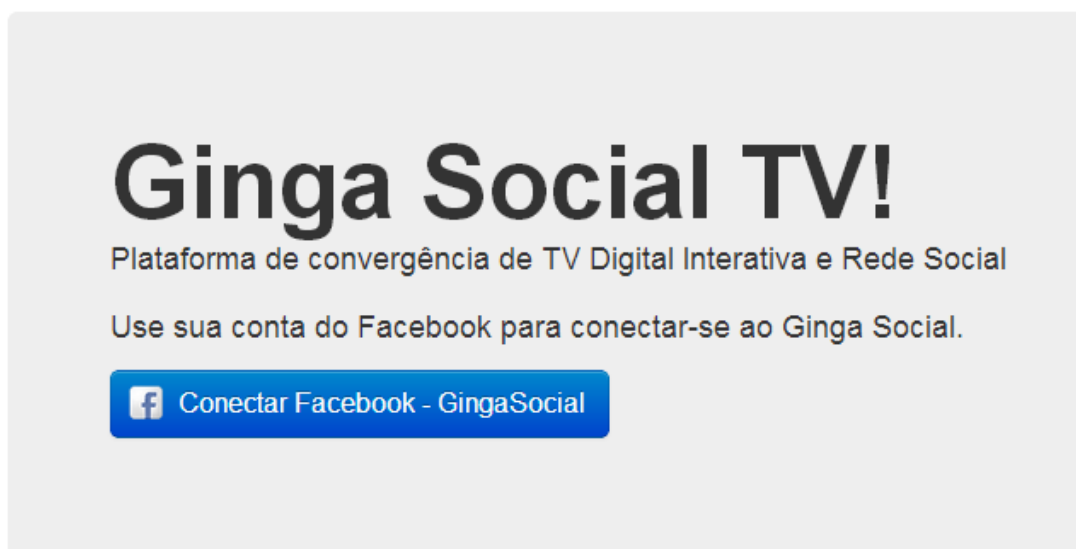 Ginga Social TV!
Plataforma de convergência de TV Digital Interativa e Rede Social
Use sua conta do Facebook para conectar-se ao Ginga Social.
Conectar Facebook - GingaSocial